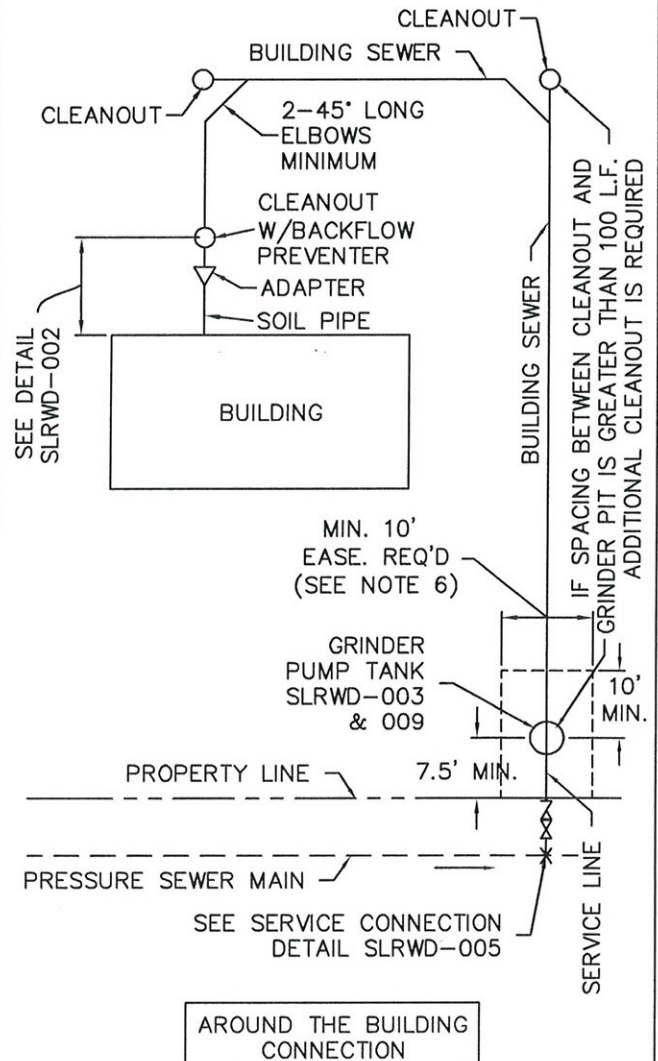 CLEANOUT
BUILDING SEWER
CLEANOUT
2-45° LONG
ELBOWS
MINIMUM
CLEANOUT
W/BACKFLOW
PREVENTER
ADAPTER
SOIL PIPE
SEE DETAIL
SLRWD-002
BUILDING
BUILDING SEWER
IF SPACING BETWEEN CLEANOUT AND
GRINDER PIT IS GREATER THAN 100 L.F.
ADDITIONAL CLEANOUT IS REQUIRED
MIN. 10'
EASE. REQ'D
(SEE NOTE 6)
GRINDER
PUMP TANK
SLRWD-003
& 009
10'
MIN.
7.5' MIN.
PROPERTY LINE
PRESSURE SEWER MAIN
SERVICE LINE
SEE SERVICE CONNECTION
DETAIL SLRWD-005
AROUND THE BUILDING
CONNECTION